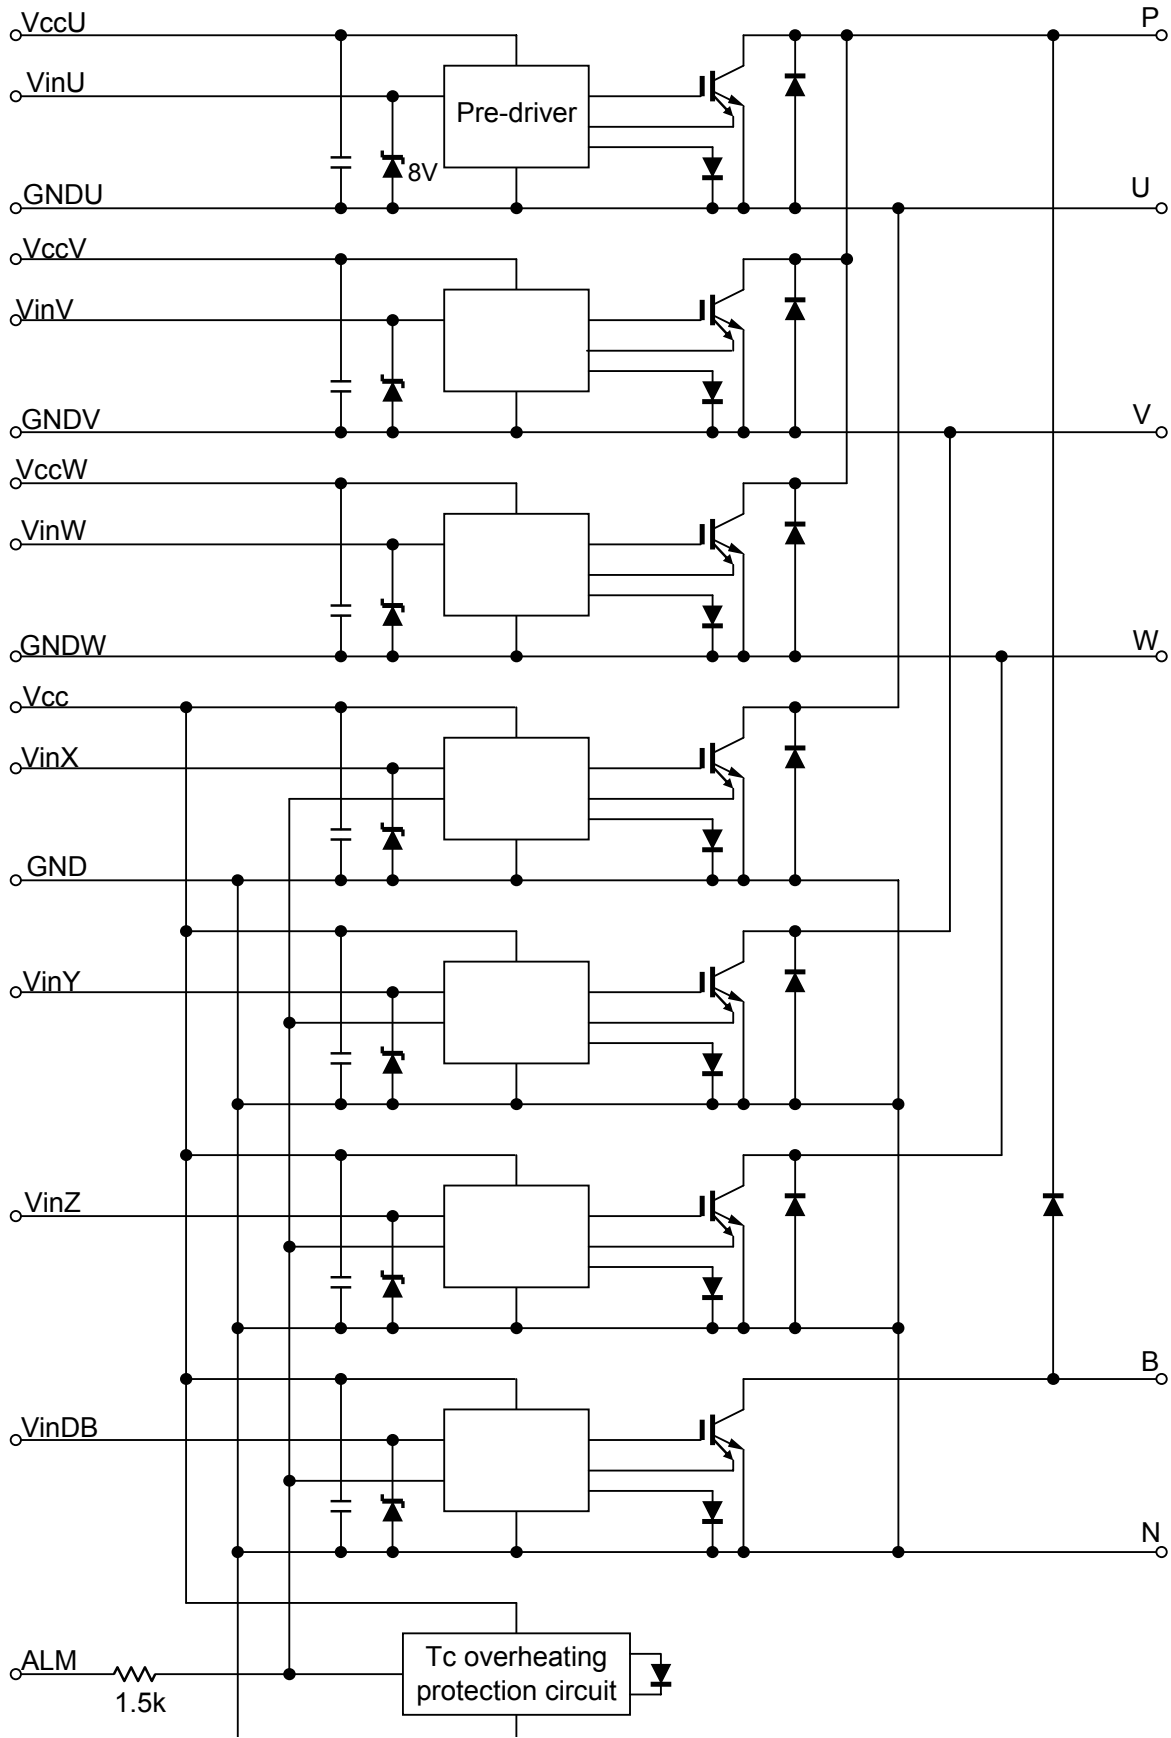 VccU
P
VinU
Pre-driver
8V
GNDU
U
VccV
VinV
GNDV
V
VccW
VinW
GNDW
W
Vcc
VinX
GND
VinY
VinZ
B
VinDB
N
ALM
Tc overheating
protection circuit
1.5k